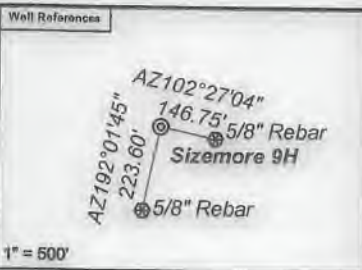 Well References
AZ102°27'04"
146.75'
5/8" Rebar
Sizemore 9H
AZ192°01'45"
223.60'
5/8" Rebar
1" = 500'